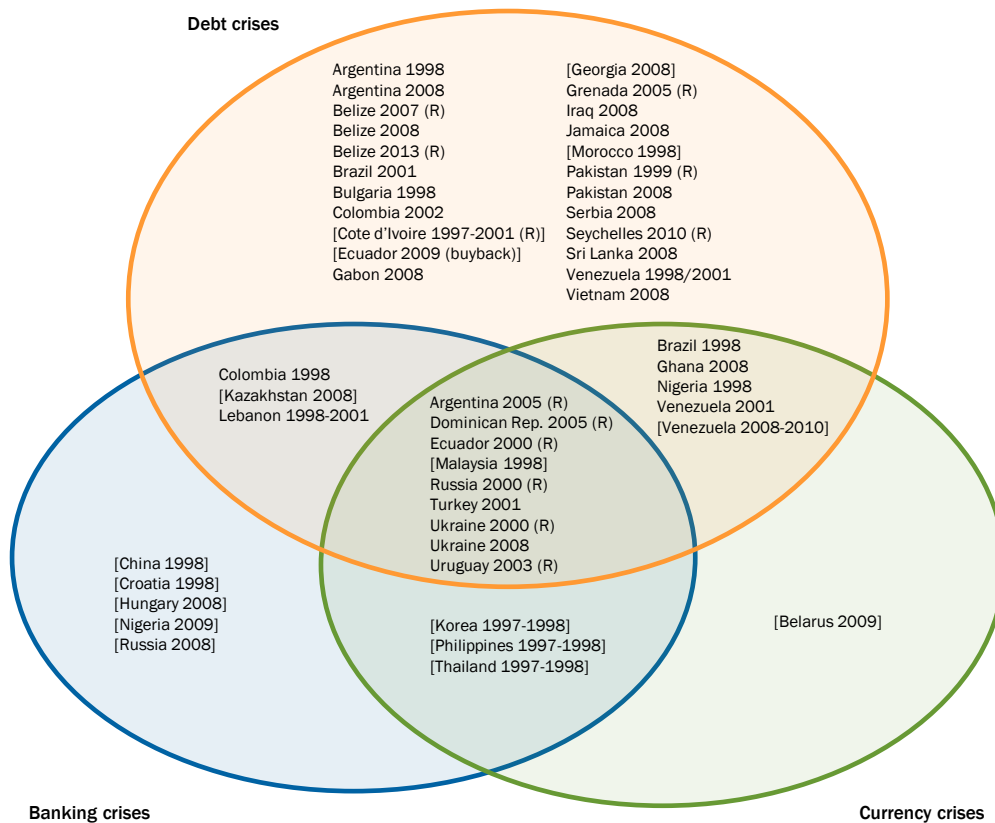 Debt crises
Argentina 1998
Argentina 2008
Belize 2007 (R)
Belize 2008
Belize 2013 (R)
Brazil 2001
Bulgaria 1998
Colombia 2002
[Cote d'Ivoire 1997-2001 (R)]
[Ecuador 2009 (buyback)]
Gabon 2008
[Georgia 2008]
Grenada 2005 (R)
Iraq 2008
Jamaica 2008
[Morocco 1998]
Pakistan 1999 (R)
Pakistan 2008
Serbia 2008
Seychelles 2010 (R)
Sri Lanka 2008
Venezuela 1998/2001
Vietnam 2008
Colombia 1998
[Kazakhstan 2008]
Lebanon 1998-2001
Argentina 2005 (R)
Dominican Rep. 2005 (R)
Ecuador 2000 (R)
[Malaysia 1998]
Russia 2000 (R)
Turkey 2001
Ukraine 2000 (R)
Ukraine 2008
Uruguay 2003 (R)
Brazil 1998
Ghana 2008
Nigeria 1998
Venezuela 2001
[Venezuela 2008-2010]
[China 1998]
[Croatia 1998]
[Hungary 2008]
[Nigeria 2009]
[Russia 2008]
[Korea 1997-1998]
[Philippines 1997-1998]
[Thailand 1997-1998]
[Belarus 2009]
Banking crises
Currency crises